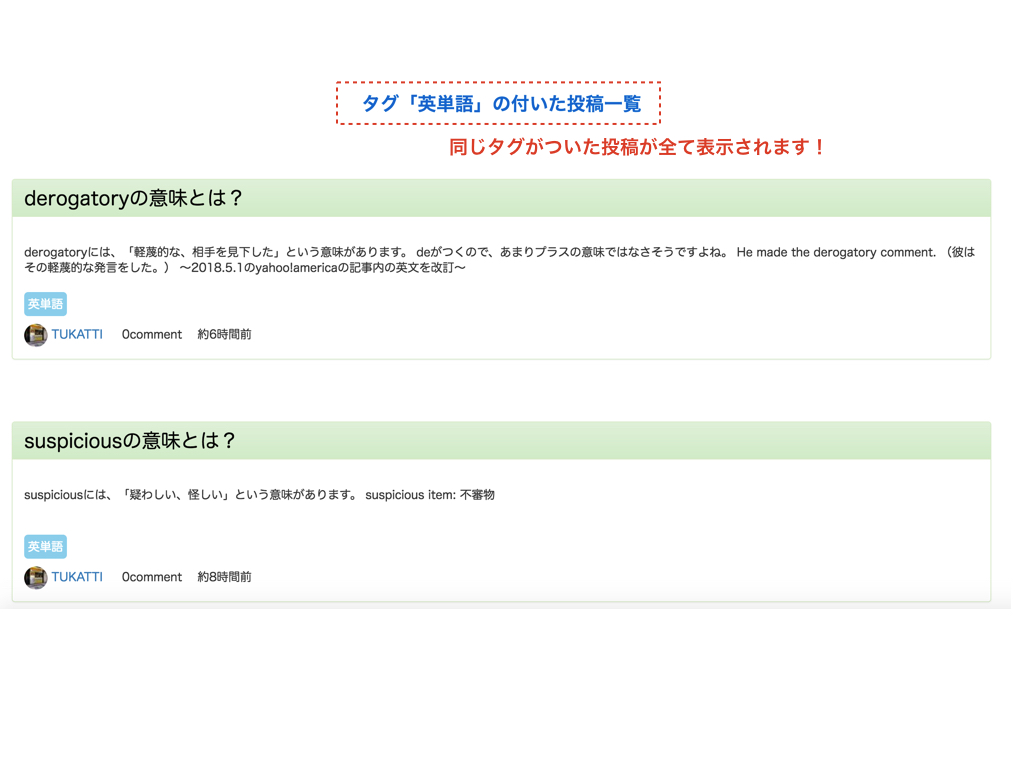 タグ「英単語」の付いた投稿一覧
同じタグがついた投稿が全て表示されます！
derogatoryの意味とは？
derogatoryには、「軽蔑的な、相手を見下した」という意味があります。 deがつくので、あまりプラスの意味ではなさそうですよね。 He made the derogatory comment. （彼は
その軽蔑的な発言をした。） 〜2018.5.1のyahoo!americaの記事内の英文を改訂〜
英単語
TUKATTI 0comment 約6時間前
suspiciousの意味とは？
suspiciousには、「疑わしい、怪しい」という意味があります。 suspicious item: 不審物
英単語
TUKATTI 0comment 約8時間前